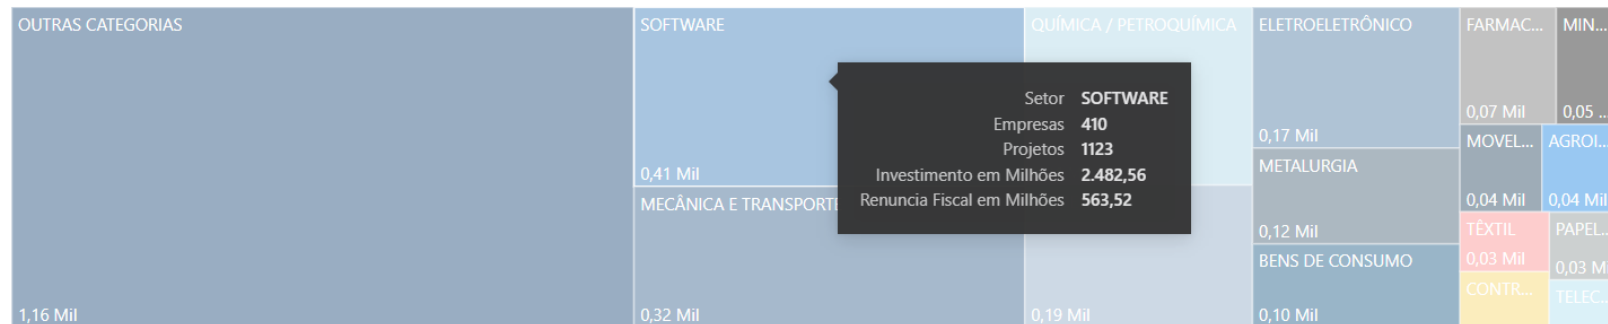 OUTRAS CATEGORIAS
1,16 Mil
SOFTWARE
0,41 Mil
MECÂNICA E TRANSPORTE
0,32 Mil
QUÍMICA / PETROQUÍMICA
0,19 Mil
Setor SOFTWARE
Empresas 410
Projetos 1123
Investimento em Milhões 2.482,56
Renuncia Fiscal em Milhões 563,52
ELETROELETRÔNICO
0,17 Mil
METALURGIA
0,12 Mil
BENS DE CONSUMO
0,10 Mil
FARMAC...
0,07 Mil
MIN...
0,05 ...
MOVEL...
0,04 Mil
AGROI...
0,04 Mil
TÊXTIL
0,03 Mil
PAPEL...
0,03 Mi
CONTR...
TELEC...